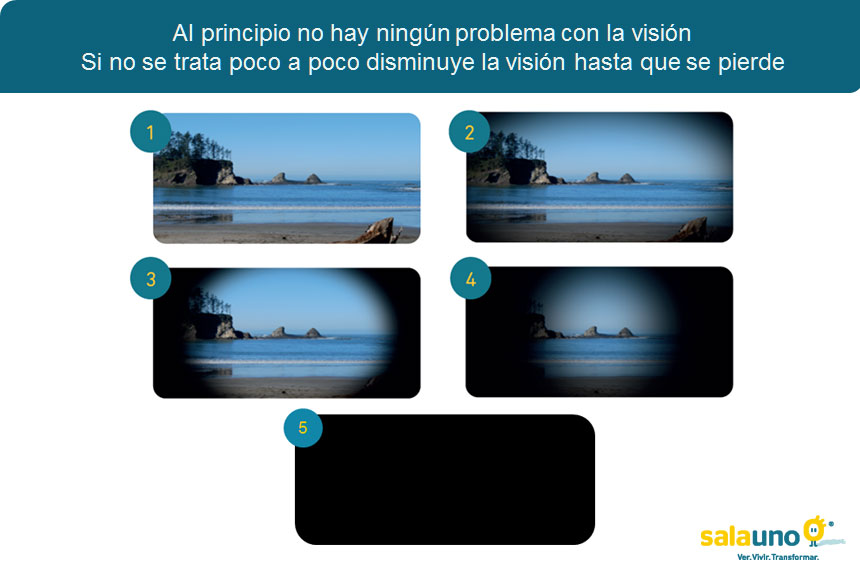 Al principio no hay ningún problema con la visión
Si no se trata poco a poco disminuye la visión hasta que se pierde
1
2
3
4
5
salauno
Ver. Vivir. Transformar.